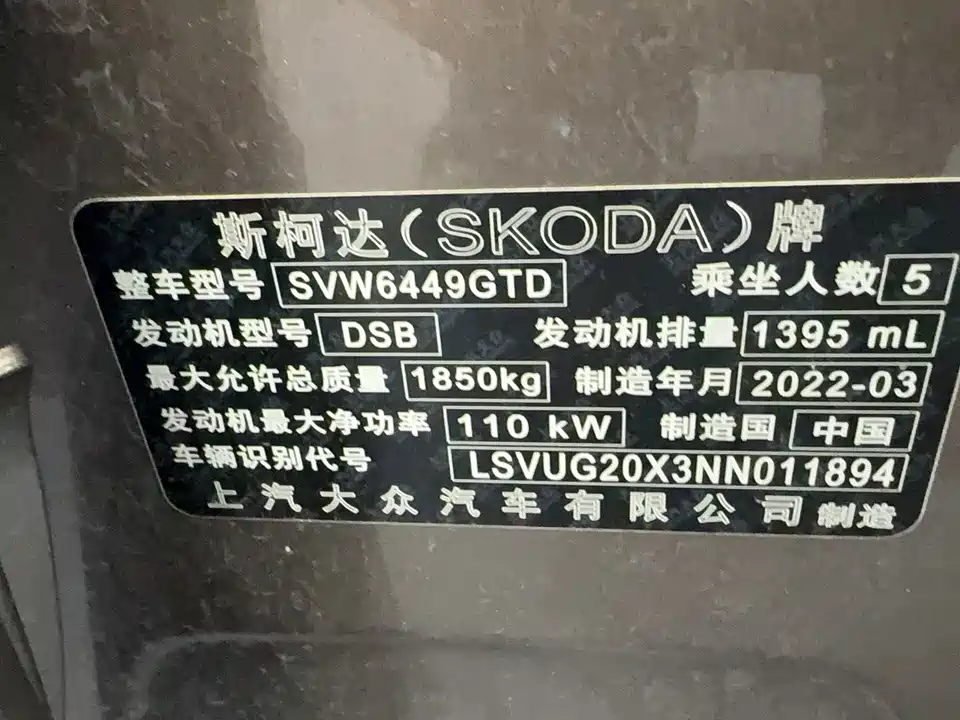 斯柯达(SKODA)牌
整车型号 SVW6449GTD 乘坐人数 5
发动机型号 DSB 发动机排量 1395 mL
最大允许总质量 1850kg 制造年月 2022-03
发动机最大净功率 110 kW 制造国 中国
车辆识别代号 LSVUG20X3NN011894
上汽大众汽车有限公司 制造